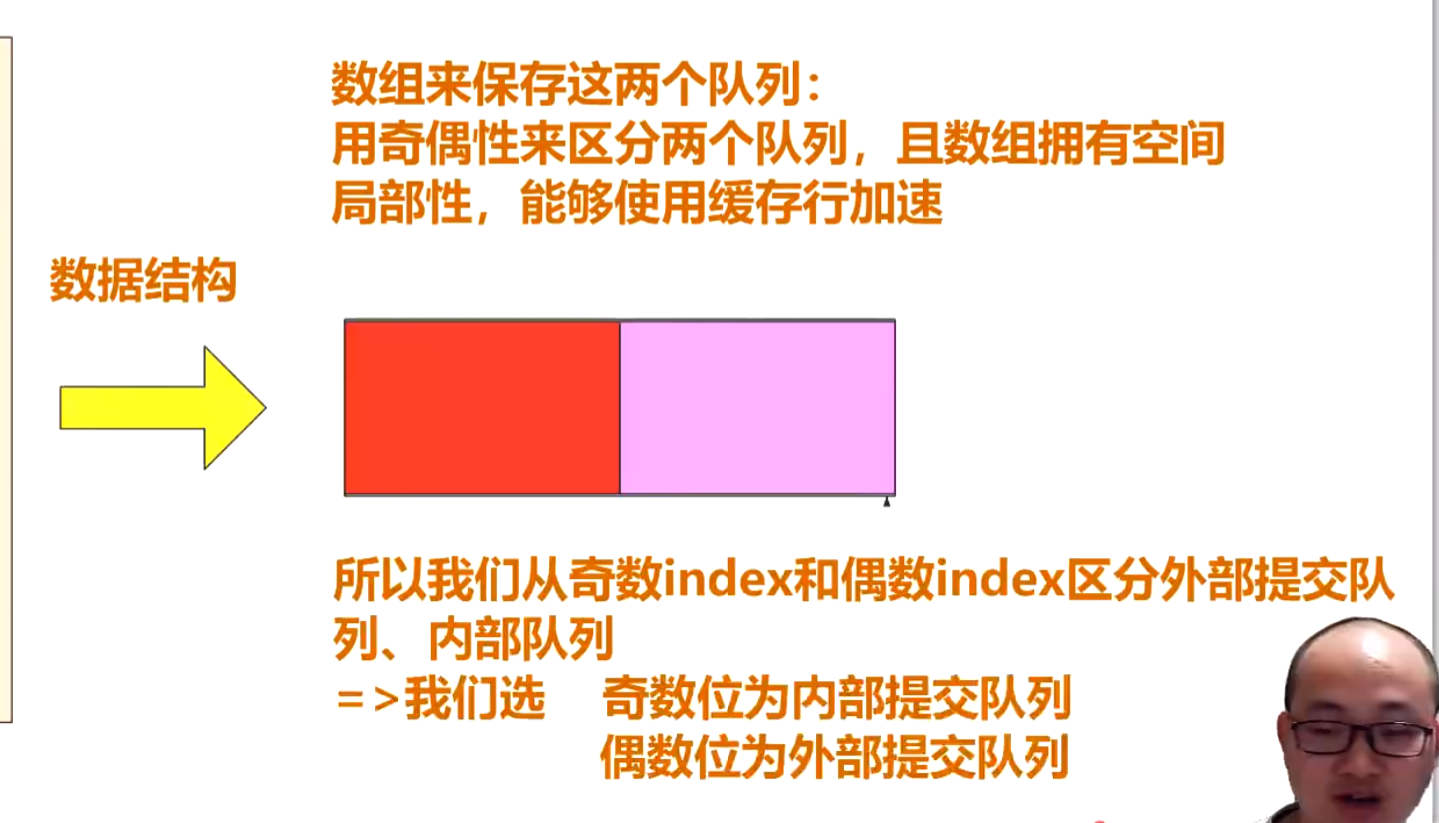 数组来保存这两个队列：
用奇偶性来区分两个队列，且数组拥有空间
局部性，能够使用缓存行加速
数据结构
所以我们从奇数index和偶数index区分外部提交队
列、内部队列
=>我们选 奇数位为内部提交队列
偶数位为外部提交队列